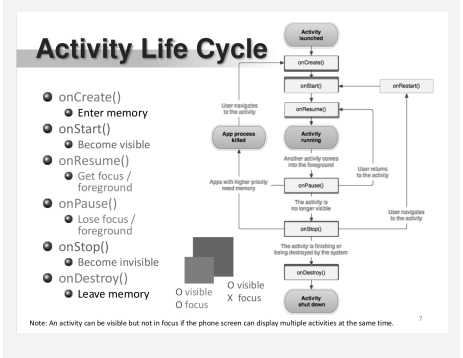 Activity Life Cycle
onCreate()
Enter memory
onStart()
Become visible
onResume()
Get focus /
foreground
onPause()
Lose focus /
foreground
onStop()
Become invisible
onDestroy()
Leave memory
O visible
O focus
O visible
X focus
Activity
launched
onCreate()
onStart()
onRestart()
User navigates
to the activity
onResume()
App process
killed
Activity
running
Another activity comes
into the foreground
User returns
to the activity
Apps with higher priority
need memory
onPause()
The activity is
no longer visible
User navigates
to the activity
onStop()
The activity is finishing or
being destroyed by the system
onDestroy()
Activity
shut down
Note: An activity can be visible but not in focus if the phone screen can display multiple activities at the same time.
7